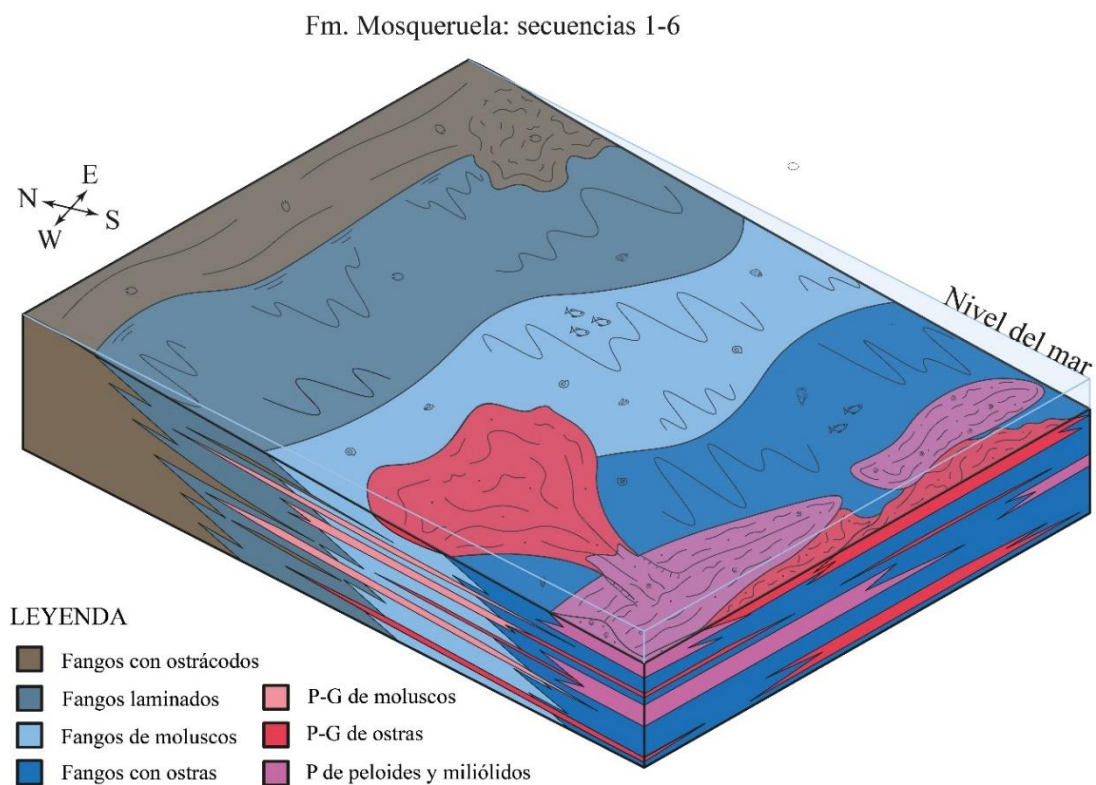 Fm. Mosqueruela: secuencias 1-6
E
N
S
W
Nivel del mar
LEYENDA
Fangos con ostrácodos
Fangos laminados
Fangos de moluscos
Fangos con ostras
P-G de moluscos
P-G de ostras
P de peloides y miliólidos